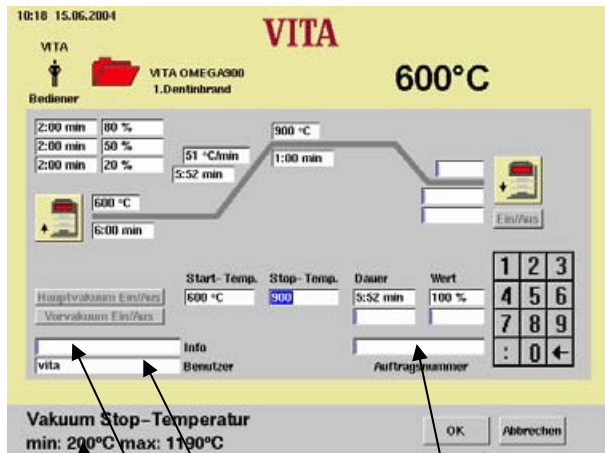 10:18 15.06.2004
VITA
VITA
Bediener
VITA OMEGA900
1.Dentinbrand
600°C
2:00 min 80 %
2:00 min 50 %
2:00 min 20 %
51 °C/min
5:52 min
900 °C
1:00 min
600 °C
6:00 min
Ein/Aus
Start-Temp. Stop-Temp. Dauer Wert
Hauptvakuum Ein/Aus 600 °C 900 5:52 min 100 %
Vorvakuum Ein/Aus
Info
vita Benutzer Auftragsnummer
1 2 3
4 5 6
7 8 9
: 0 ←
Vakuum Stop-Temperatur
min: 200°C max: 1190°C
OK Abbrechen